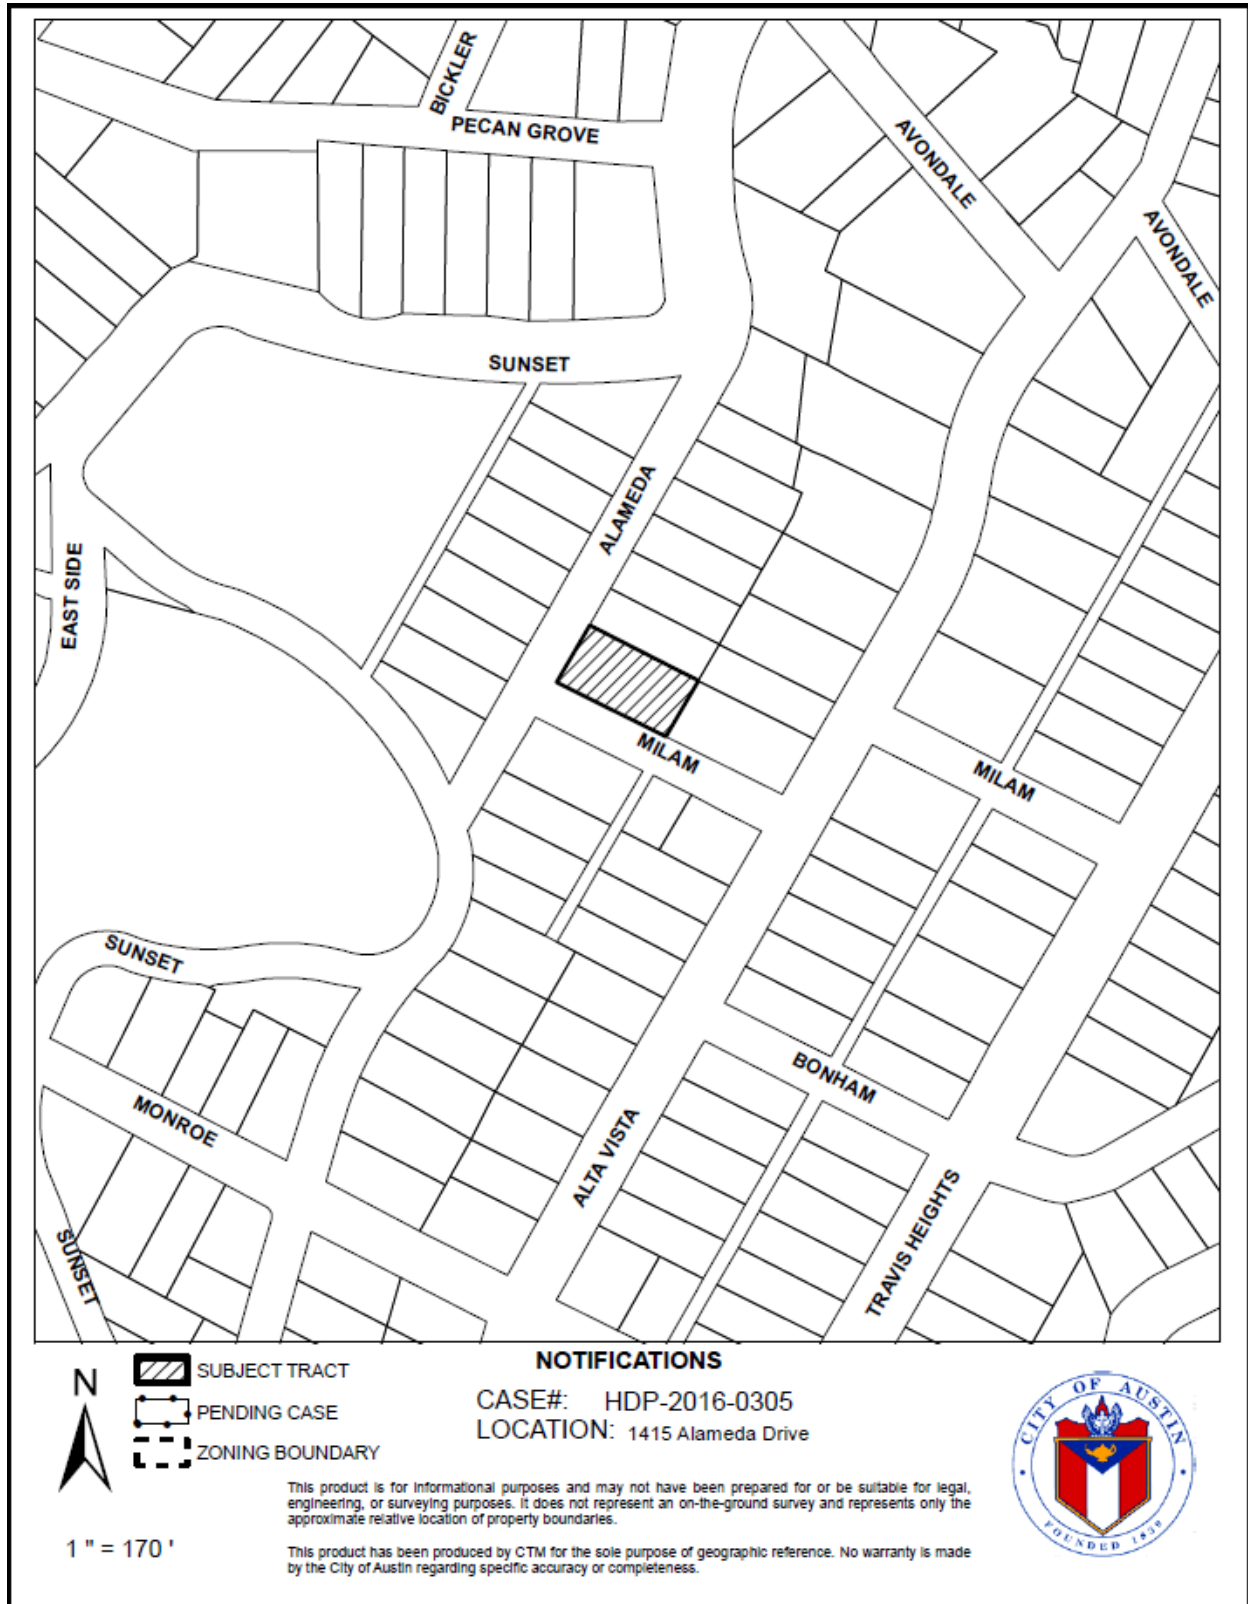 BICKLER
PECAN GROVE
AVONDALE
AVONDALE
SUNSET
ALAMEDA
EAST SIDE
MILAM
MILAM
SUNSET
BONHAM
MONROE
ALTA VISTA
TRAVIS HEIGHTS
SUNSET
N
SUBJECT TRACT
PENDING CASE
ZONING BOUNDARY
1 " = 170 '
NOTIFICATIONS
CASE#: HDP-2016-0305
LOCATION: 1415 Alameda Drive
This product is for informational purposes and may not have been prepared for or be suitable for legal,
engineering, or surveying purposes. It does not represent an on-the-ground survey and represents only the
approximate relative location of property boundaries.
This product has been produced by CTM for the sole purpose of geographic reference. No warranty is made
by the City of Austin regarding specific accuracy or completeness.
CITY OF AUSTIN
FOUNDED 1839